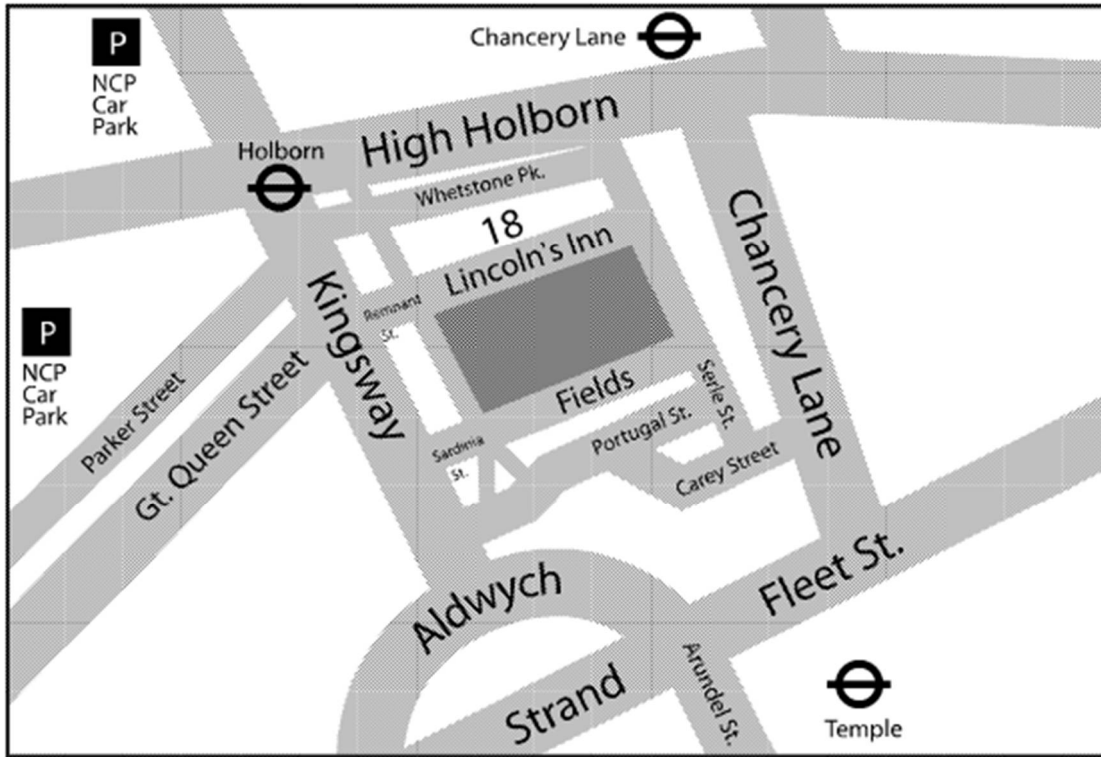 P
NCP
Car
Park
Chancery Lane
High Holborn
Holborn
Whetstone Pk.
18
Lincoln's Inn
Chancery Lane
Kingsway
Remnant
St.
P
NCP
Car
Park
Fields
Serle St.
Parker Street
Gt. Queen Street
Portugal St.
Sardinia
St.
Carey Street
Aldwych
Fleet St.
Strand
Arundel St.
Temple